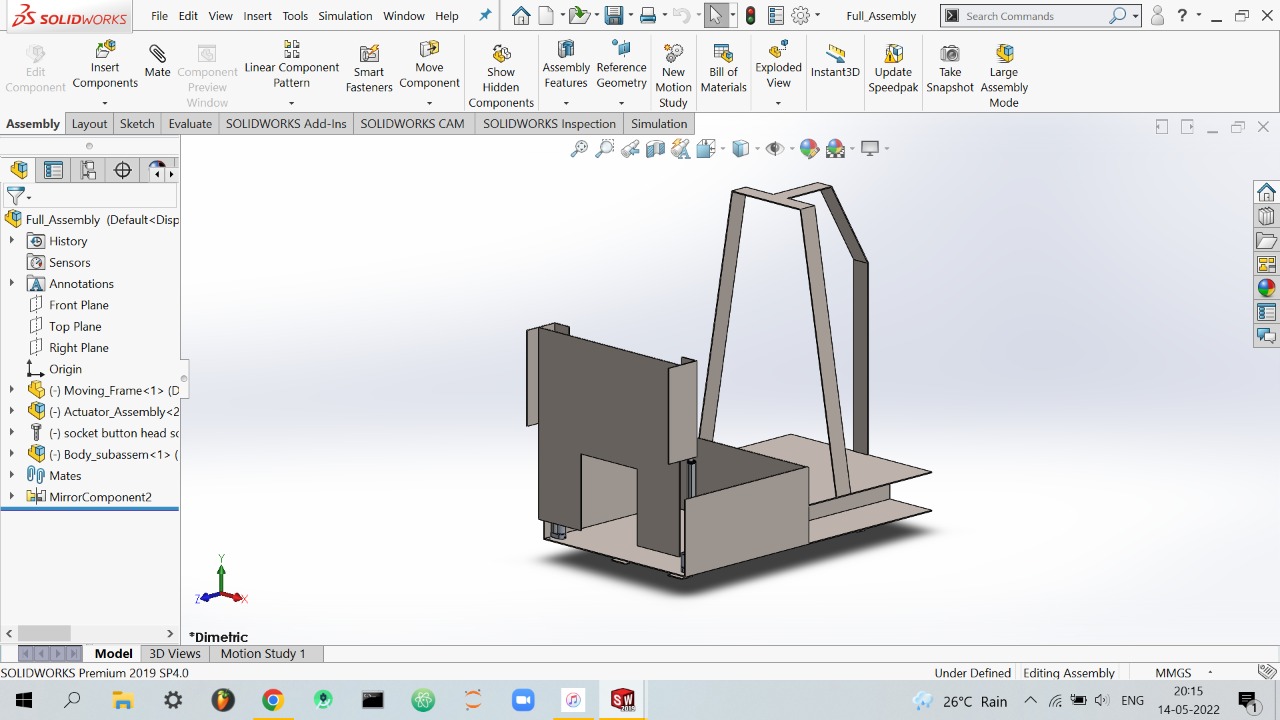 SOLIDWORKS File Edit View Insert Tools Simulation Window Help Full_Assembly Search Commands ?
Edit Component
Insert Components
Mate
Component Preview Window
Linear Component Pattern
Smart Fasteners
Move Component
Show Hidden Components
Assembly Features
Reference Geometry
New Motion Study
Bill of Materials
Exploded View
Instant3D
Update Speedpak
Take Snapshot
Large Assembly Mode
Assembly Layout Sketch Evaluate SOLIDWORKS Add-Ins SOLIDWORKS CAM SOLIDWORKS Inspection Simulation
Full_Assembly (Default<Disp
History
Sensors
Annotations
Front Plane
Top Plane
Right Plane
Origin
(-) Moving_Frame<1> (D
(-) Actuator_Assembly<2
(-) socket button head sc
(-) Body_subassem<1> (
Mates
MirrorComponent2
Y
Z X
*Dimetric
Model 3D Views Motion Study 1
SOLIDWORKS Premium 2019 SP4.0 Under Defined Editing Assembly MMGS
26°C Rain ENG 20:15
14-05-2022 1